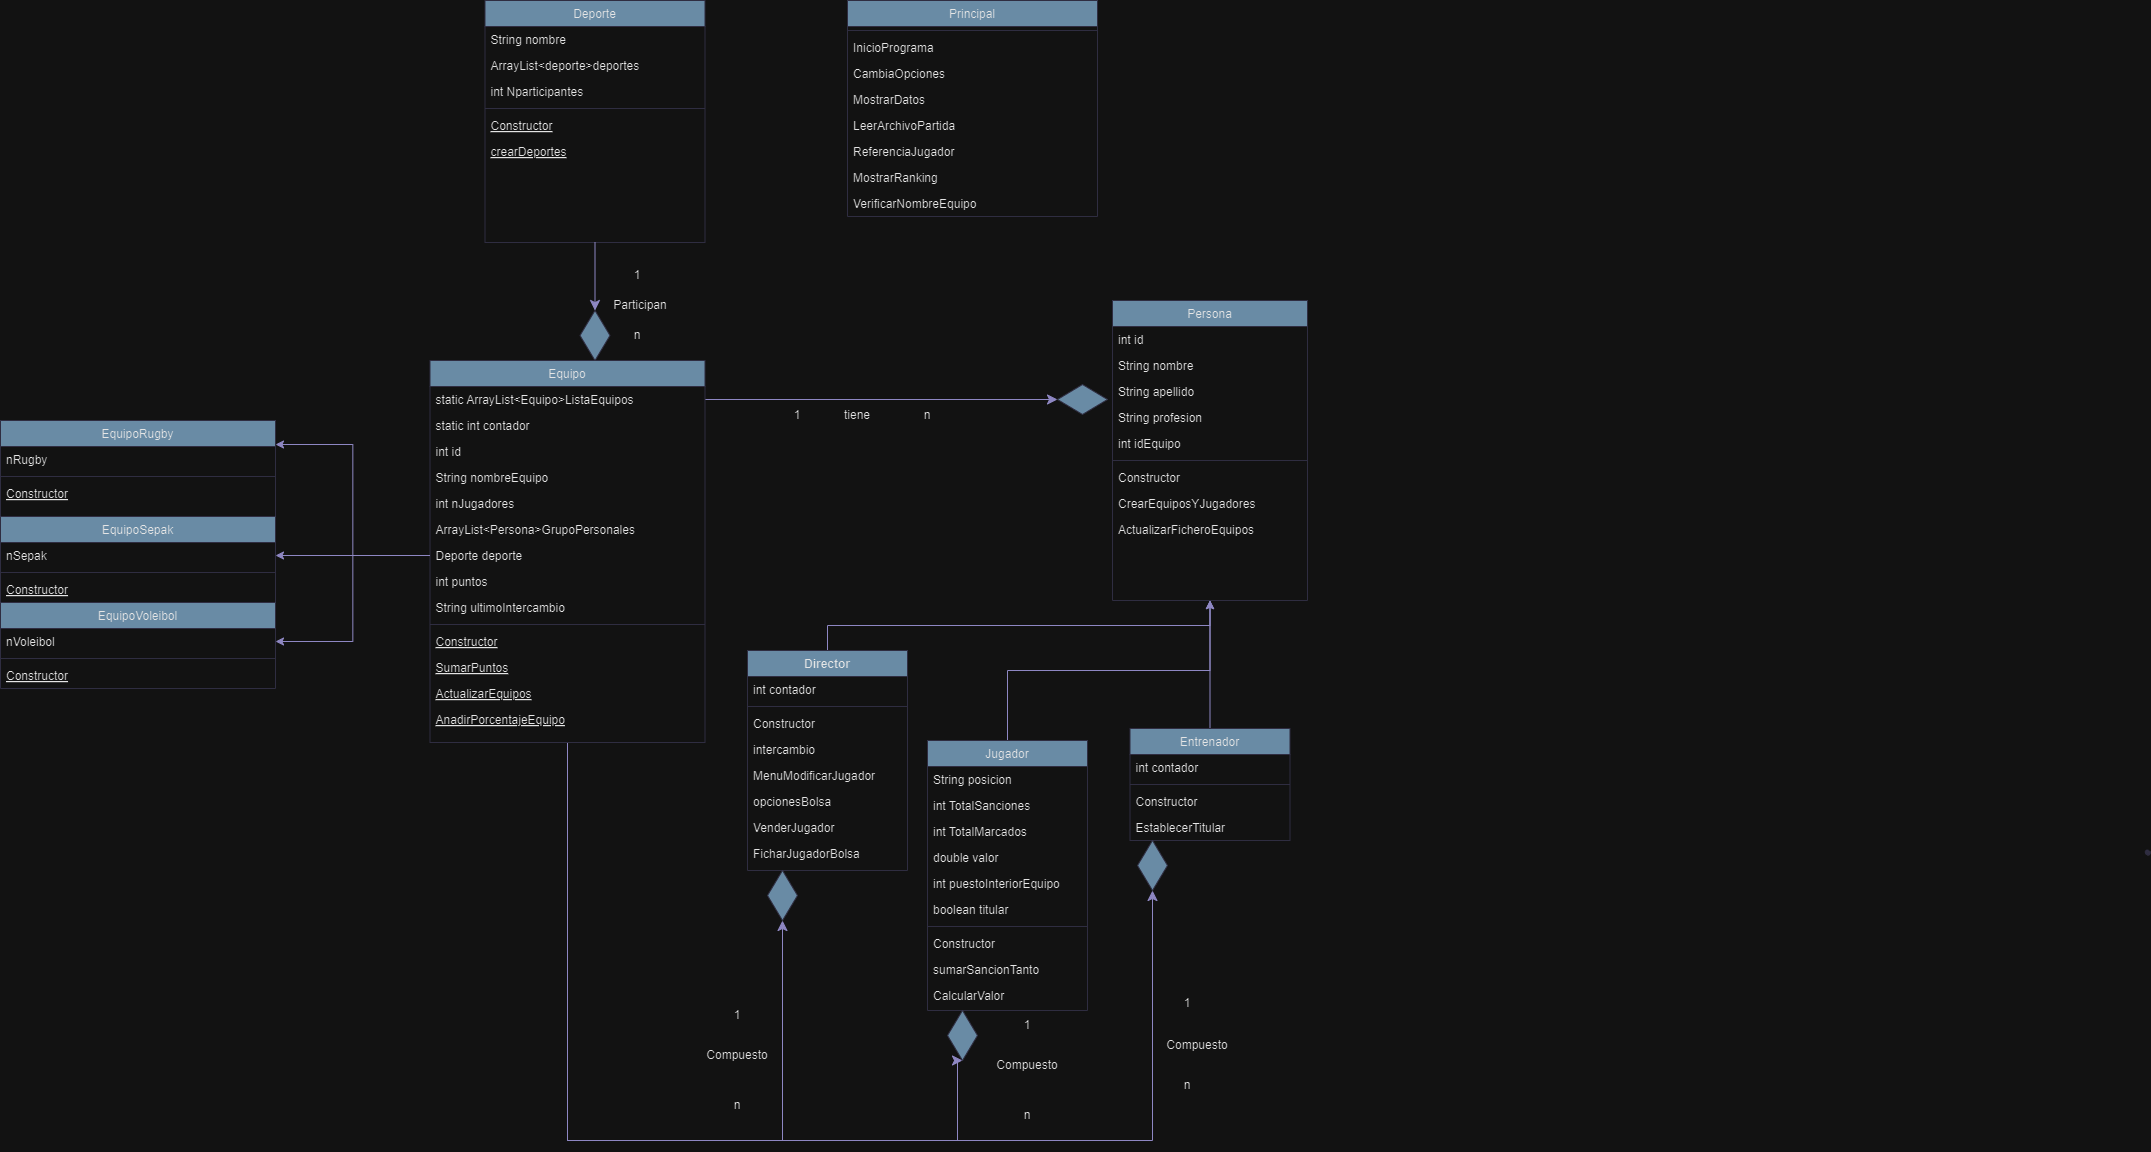 Deporte
String nombre
ArrayList<deporte>deportes
int Nparticipantes
Constructor
crearDeportes
Principal
InicioPrograma
CambiaOpciones
MostrarDatos
LeerArchivoPartida
ReferenciaJugador
MostrarRanking
VerificarNombreEquipo
1
Participan
n
Persona
int id
String nombre
String apellido
String profesion
int idEquipo
Constructor
CrearEquiposYJugadores
ActualizarFicheroEquipos
Equipo
static ArrayList<Equipo>ListaEquipos
static int contador
int id
String nombreEquipo
int nJugadores
ArrayList<Persona>GrupoPersonales
Deporte deporte
int puntos
String ultimoIntercambio
Constructor
SumarPuntos
ActualizarEquipos
AnadirPorcentajeEquipo
1 tiene n
EquipoRugby
nRugby
Constructor
EquipoSepak
nSepak
Constructor
EquipoVoleibol
nVoleibol
Constructor
Director
int contador
Constructor
intercambio
MenuModificarJugador
opcionesBolsa
VenderJugador
FicharJugadorBolsa
Jugador
String posicion
int TotalSanciones
int TotalMarcados
double valor
int puestoInteriorEquipo
boolean titular
Constructor
sumarSancionTanto
CalcularValor
Entrenador
int contador
Constructor
EstablecerTitular
1
Compuesto
n
1
Compuesto
n
1
Compuesto
n